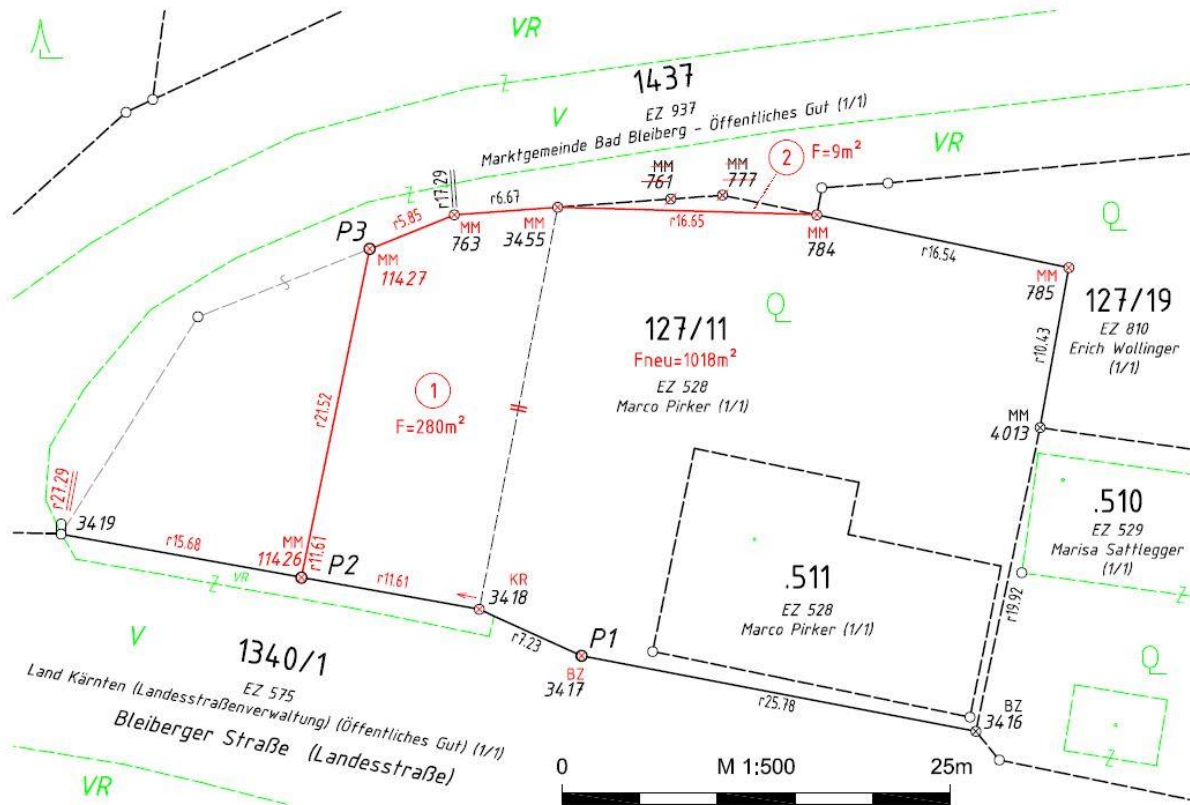 VR
1437
EZ 937
V
Marktgemeinde Bad Bleiberg - Öffentliches Gut (1/1)
VR
Z
Z
MM
761
MM
777
2
F=9m²
r17.29
r6.67
r5.85
MM
763
MM
3455
r16.65
MM
784
r16.54
MM
785
P3
MM
11427
Q
Q
127/11
Fneu=1018m²
EZ 528
Marco Pirker (1/1)
127/19
EZ 810
Erich Wollinger
(1/1)
r10.43
r21.52
1
F=280m²
MM
4013
r27.29
3419
r15.68
MM
11426
r11.61
P2
r11.61
KR
3418
VR
Z
.510
EZ 529
Marisa Sattlegger
(1/1)
Z
.511
EZ 528
Marco Pirker (1/1)
r19.92
r7.23
P1
BZ
3417
r25.78
BZ
3416
Q
Z
V
1340/1
EZ 575
Land Kärnten (Landesstraßenverwaltung) (Öffentliches Gut) (1/1)
Bleiberger Straße (Landesstraße)
VR
0
M 1:500
25m